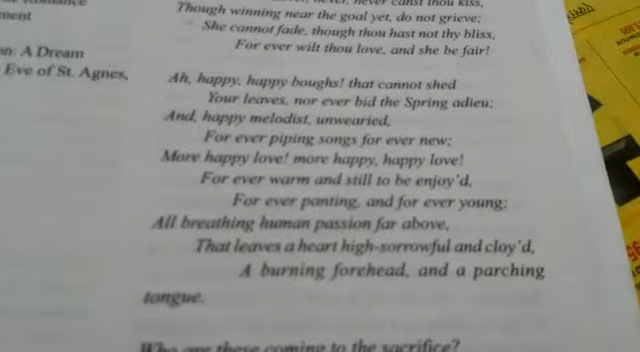 never canst thou kiss,
Though winning near the goal yet, do not grieve;
She cannot fade, though thou hast not thy bliss,
For ever wilt thou love, and she be fair!
A Dream
Eve of St. Agnes,
Ah, happy, happy boughs! that cannot shed
Your leaves, nor ever bid the Spring adieu;
And, happy melodist, unwearied,
For ever piping songs for ever new;
More happy love! more happy, happy love!
For ever warm and still to be enjoy'd,
For ever panting, and for ever young;
All breathing human passion far above,
That leaves a heart high-sorrowful and cloy'd,
A burning forehead, and a parching
tongue.
Who are these coming to the sacrifice?